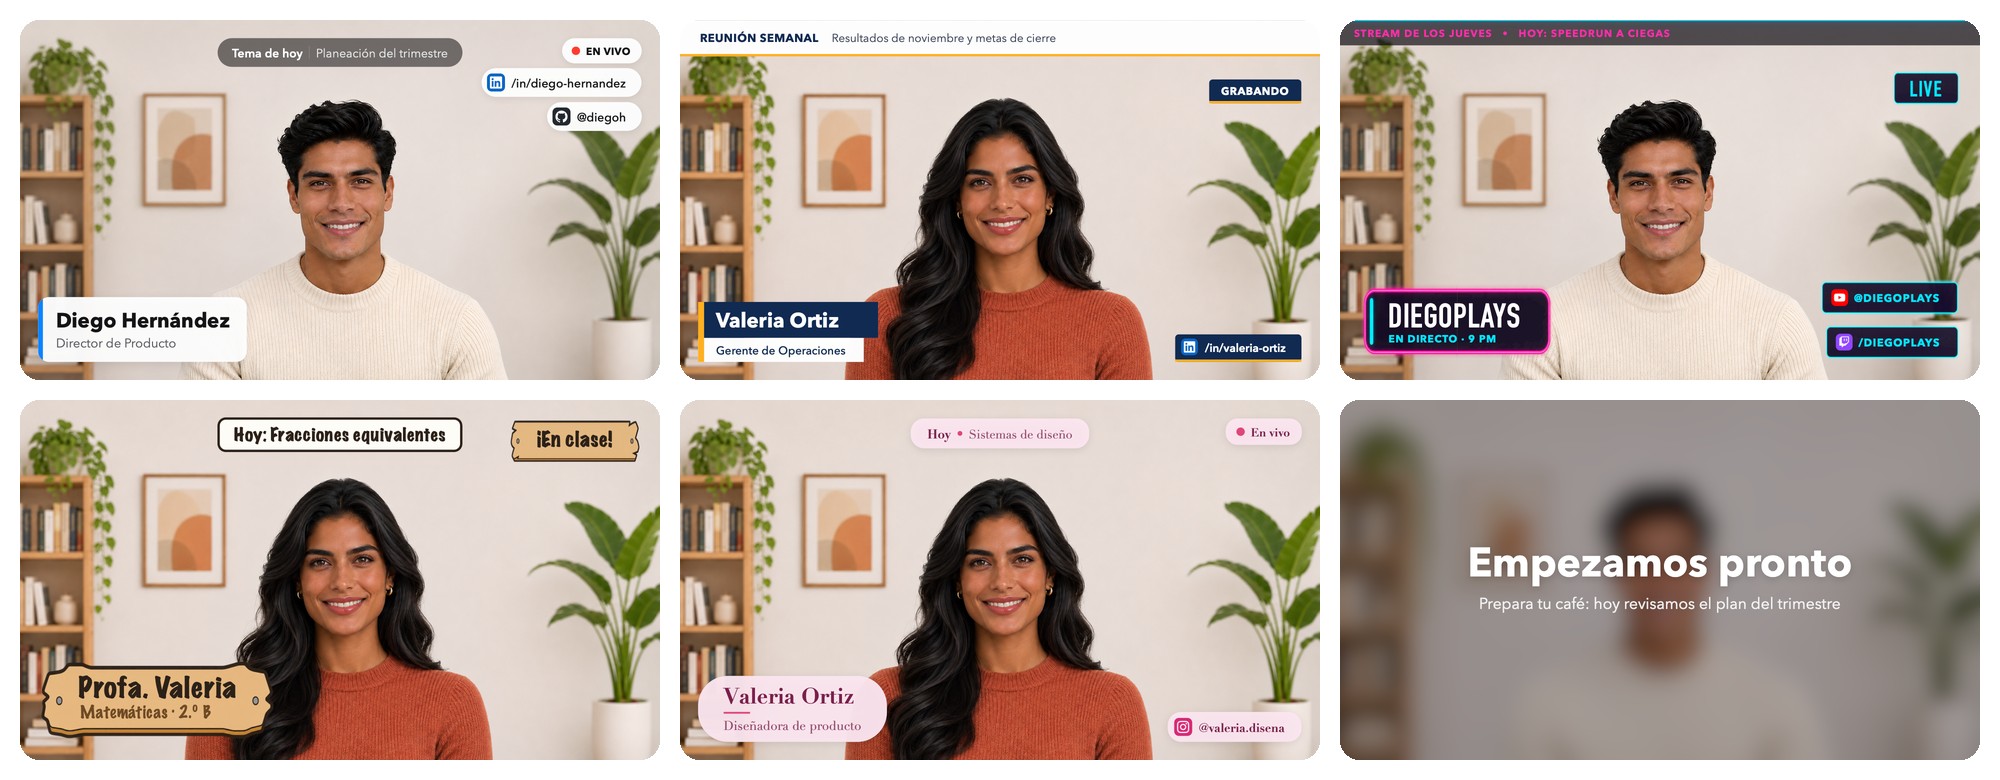 Tema de hoy | Planeación del trimestre
EN VIVO
/in/diego-hernandez
@diegoh
Diego Hernández
Director de Producto
REUNIÓN SEMANAL Resultados de noviembre y metas de cierre
GRABANDO
Valeria Ortiz
Gerente de Operaciones
/in/valeria-ortiz
STREAM DE LOS JUEVES • HOY: SPEEDRUN A CIEGAS
LIVE
DIEGOPLAYS
EN DIRECTO · 9 PM
@DIEGOPLAYS
/DIEGOPLAYS
Hoy: Fracciones equivalentes
¡En clase!
Profa. Valeria
Matemáticas · 2.º B
Hoy • Sistemas de diseño
En vivo
Valeria Ortiz
Diseñadora de producto
@valeria.disena
Empezamos pronto
Prepara tu café: hoy revisamos el plan del trimestre